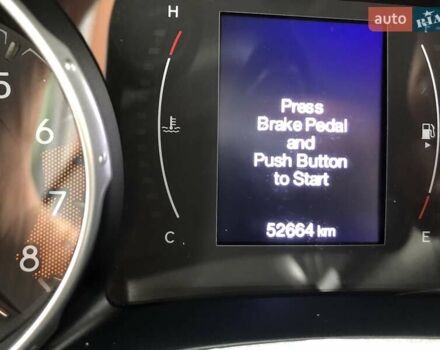 auto RIA
H
5
6
7
8
C
Press
Brake Pedal
and
Push Button
to Start
52664 km
E